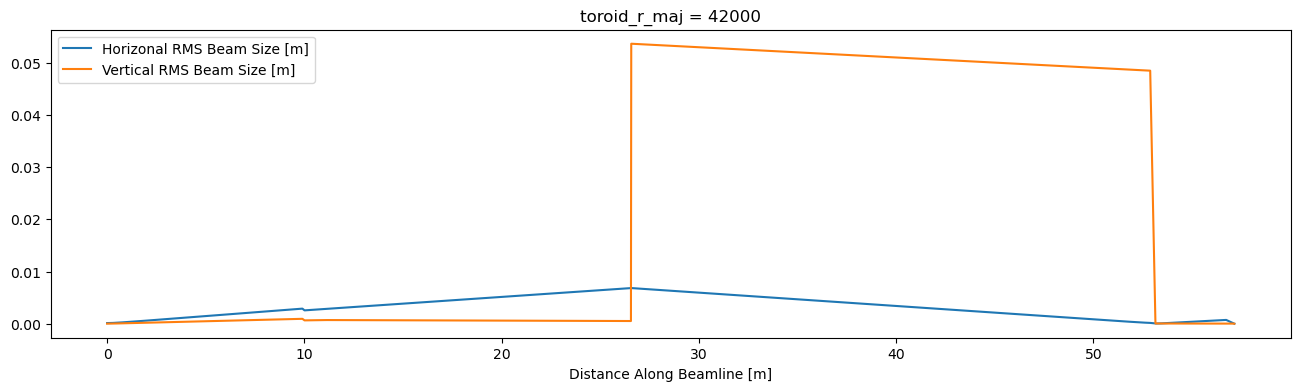 toroid_r_maj = 42000
Horizonal RMS Beam Size [m]
Vertical RMS Beam Size [m]
0.05
0.04
0.03
0.02
0.01
0.00
0 10 20 30 40 50
Distance Along Beamline [m]